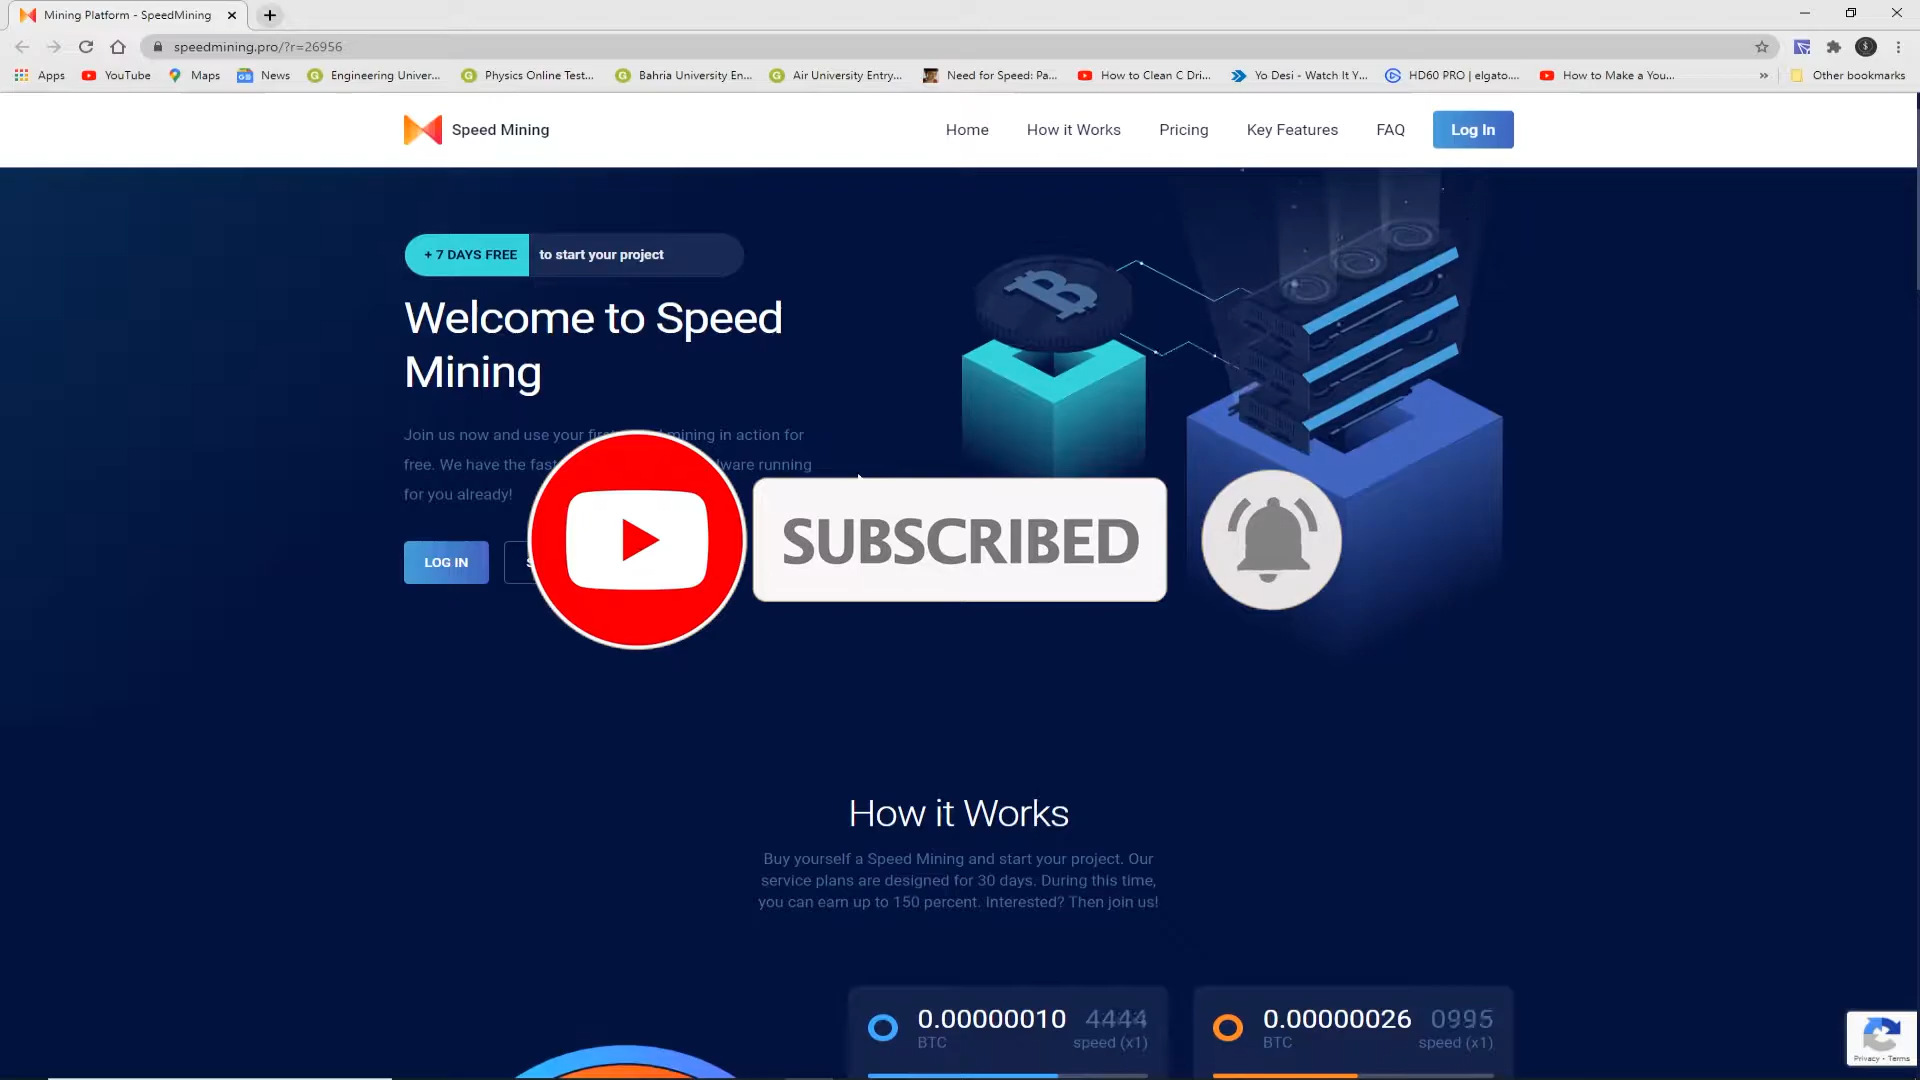 Mining Platform - SpeedMining
speedmining.pro/?r=26956
Apps YouTube Maps News Engineering Univer... Physics Online Test... Bahria University En... Air University Entry... Need for Speed: Pa... How to Clean C Dri... Yo Desi - Watch It Y... HD60 PRO | elgato.... How to Make a You... » Other bookmarks
Speed Mining Home How it Works Pricing Key Features FAQ Log In
+ 7 DAYS FREE to start your project
Welcome to Speed
Mining
Join us now and use your mining in action for
free. We have the running
for you already!
LOG IN
SUBSCRIBED
How it Works
Buy yourself a Speed Mining and start your project. Our
service plans are designed for 30 days. During this time,
you can earn up to 150 percent. Interested? Then join us!
0.00000010 4444
BTC speed (x1)
0.00000026 0995
BTC speed (x1)
Privacy - Terms